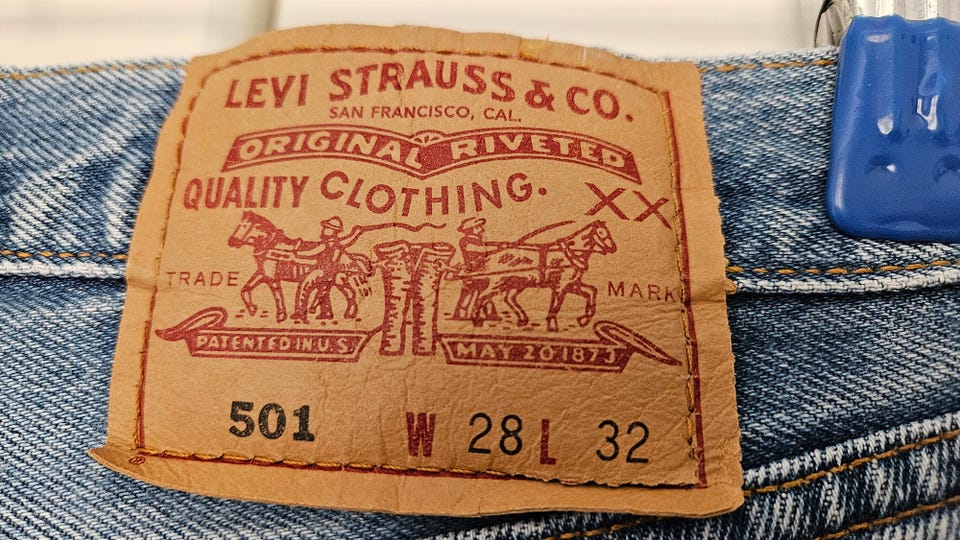 LEVI STRAUSS & CO.
SAN FRANCISCO, CAL.
ORIGINAL RIVETED
QUALITY CLOTHING. XX
TRADE MARK
PATENTED IN U.S. MAY 20 1873
501 W 28 L 32